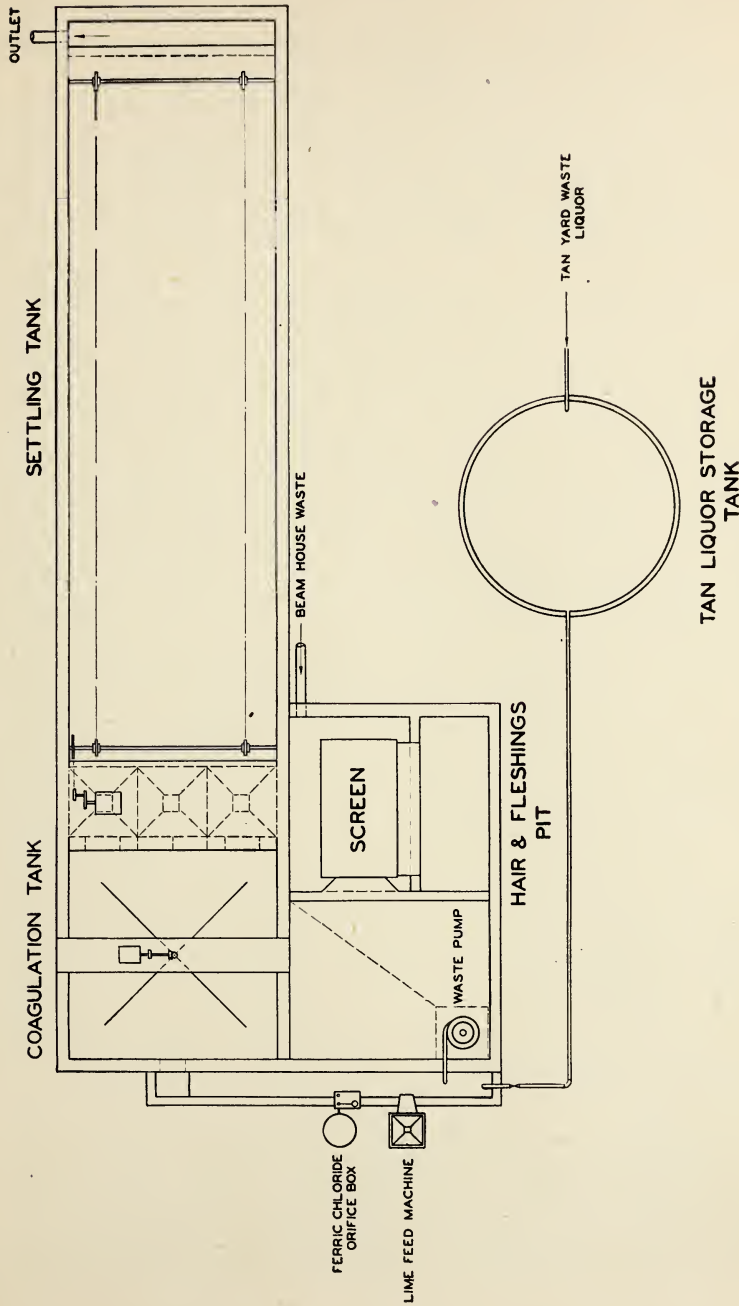 COAGULATION TANK
SETTLING TANK
OUTLET
BEAM HOUSE WASTE
SCREEN
HAIR & FLESHINGS
PIT
WASTE PUMP
FERRIC CHLORIDE
ORIFICE BOX
LIME FEED MACHINE
TAN YARD WASTE
LIQUOR
TAN LIQUOR STORAGE
TANK